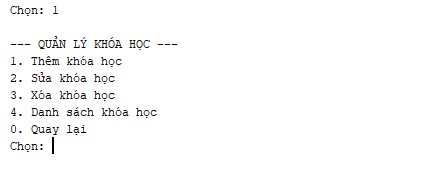 Chọn: 1
--- QUẢN LÝ KHÓA HỌC ---
1. Thêm khóa học
2. Sửa khóa học
3. Xóa khóa học
4. Danh sách khóa học
0. Quay lại
Chọn: